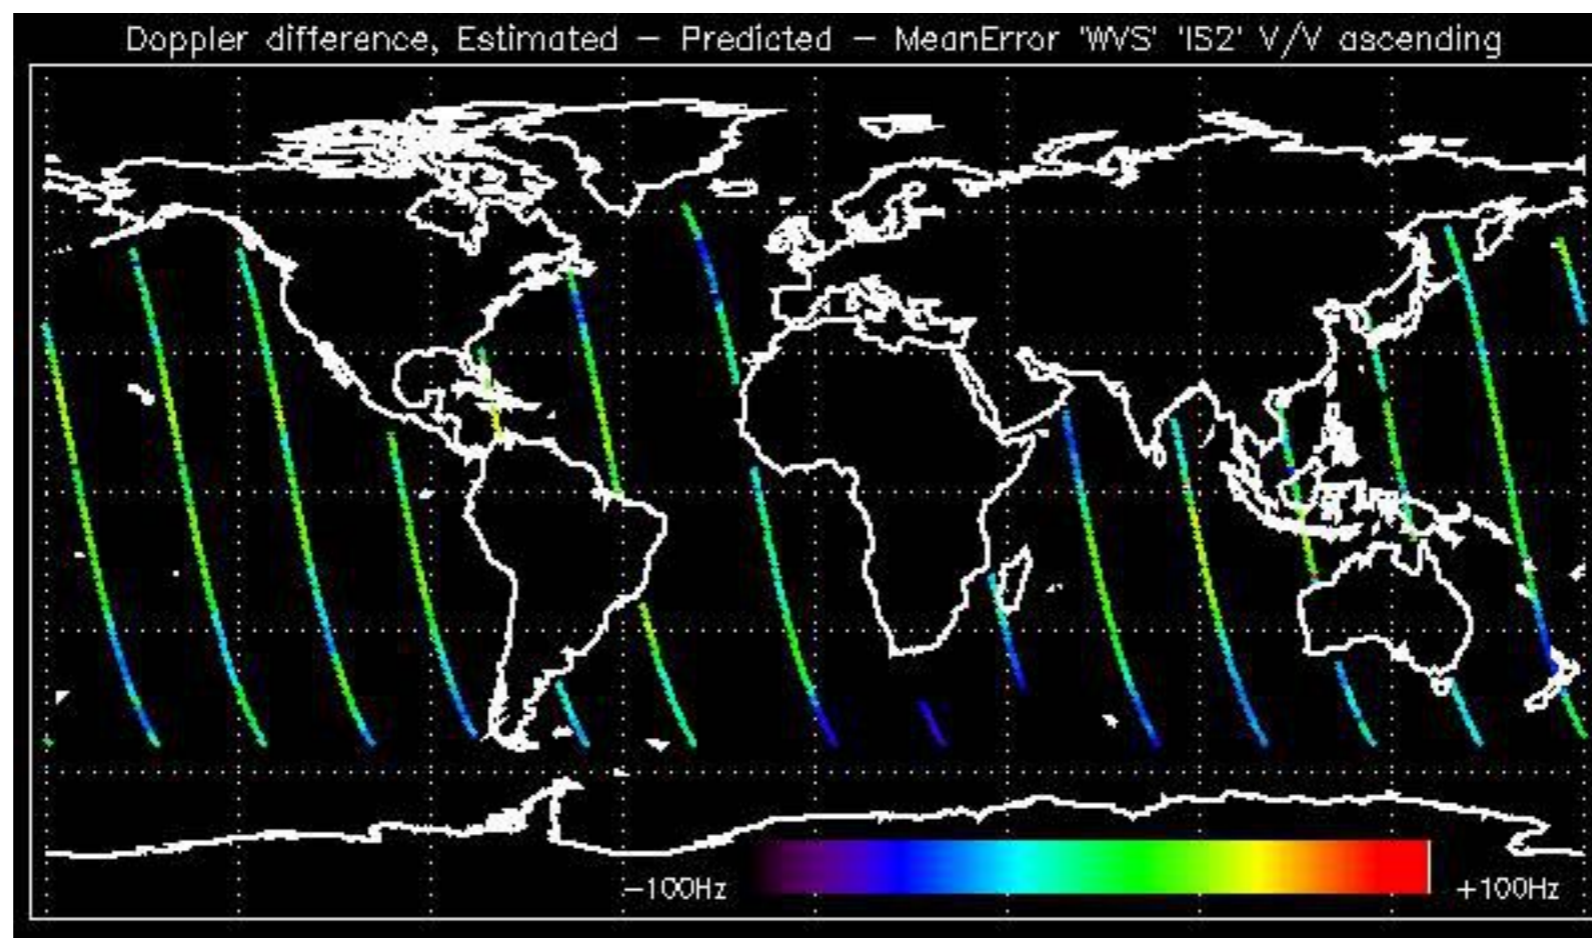 Doppler difference, Estimated – Predicted – MeanError 'WVS' 'IS2' V/V ascending
–100Hz
+100Hz